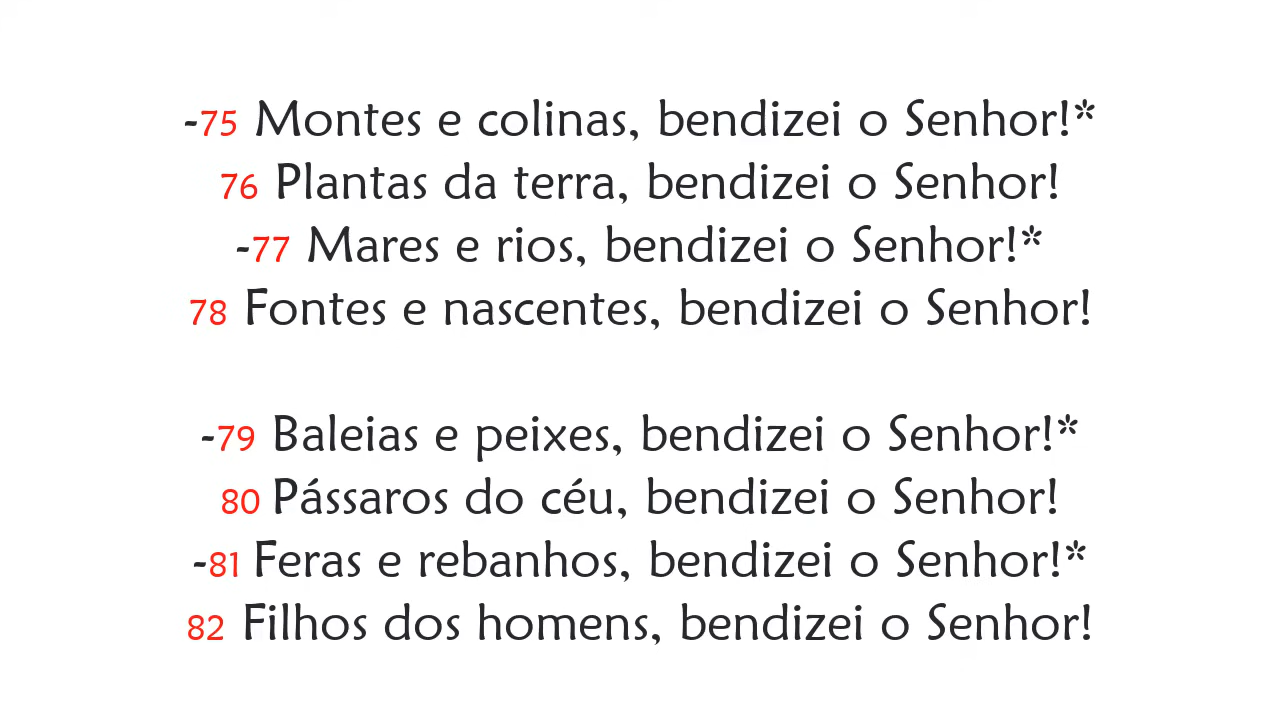 -75 Montes e colinas, bendizei o Senhor!*
76 Plantas da terra, bendizei o Senhor!
-77 Mares e rios, bendizei o Senhor!*
78 Fontes e nascentes, bendizei o Senhor!
-79 Baleias e peixes, bendizei o Senhor!*
80 Pássaros do céu, bendizei o Senhor!
-81 Feras e rebanhos, bendizei o Senhor!*
82 Filhos dos homens, bendizei o Senhor!